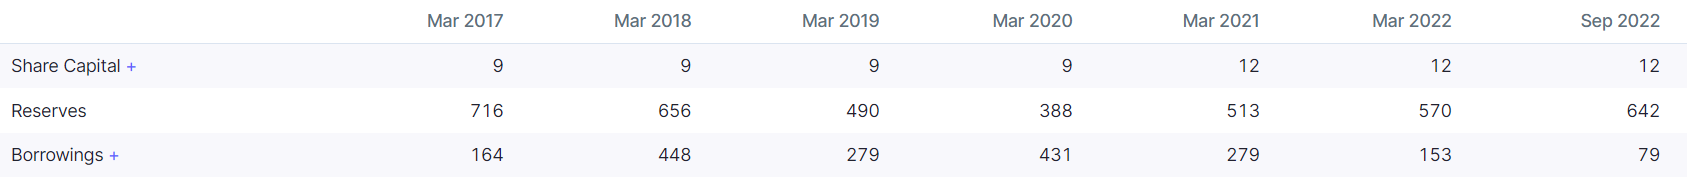 Mar 2017 Mar 2018 Mar 2019 Mar 2020 Mar 2021 Mar 2022 Sep 2022
Share Capital + 9 9 9 9 12 12 12
Reserves 716 656 490 388 513 570 642
Borrowings + 164 448 279 431 279 153 79